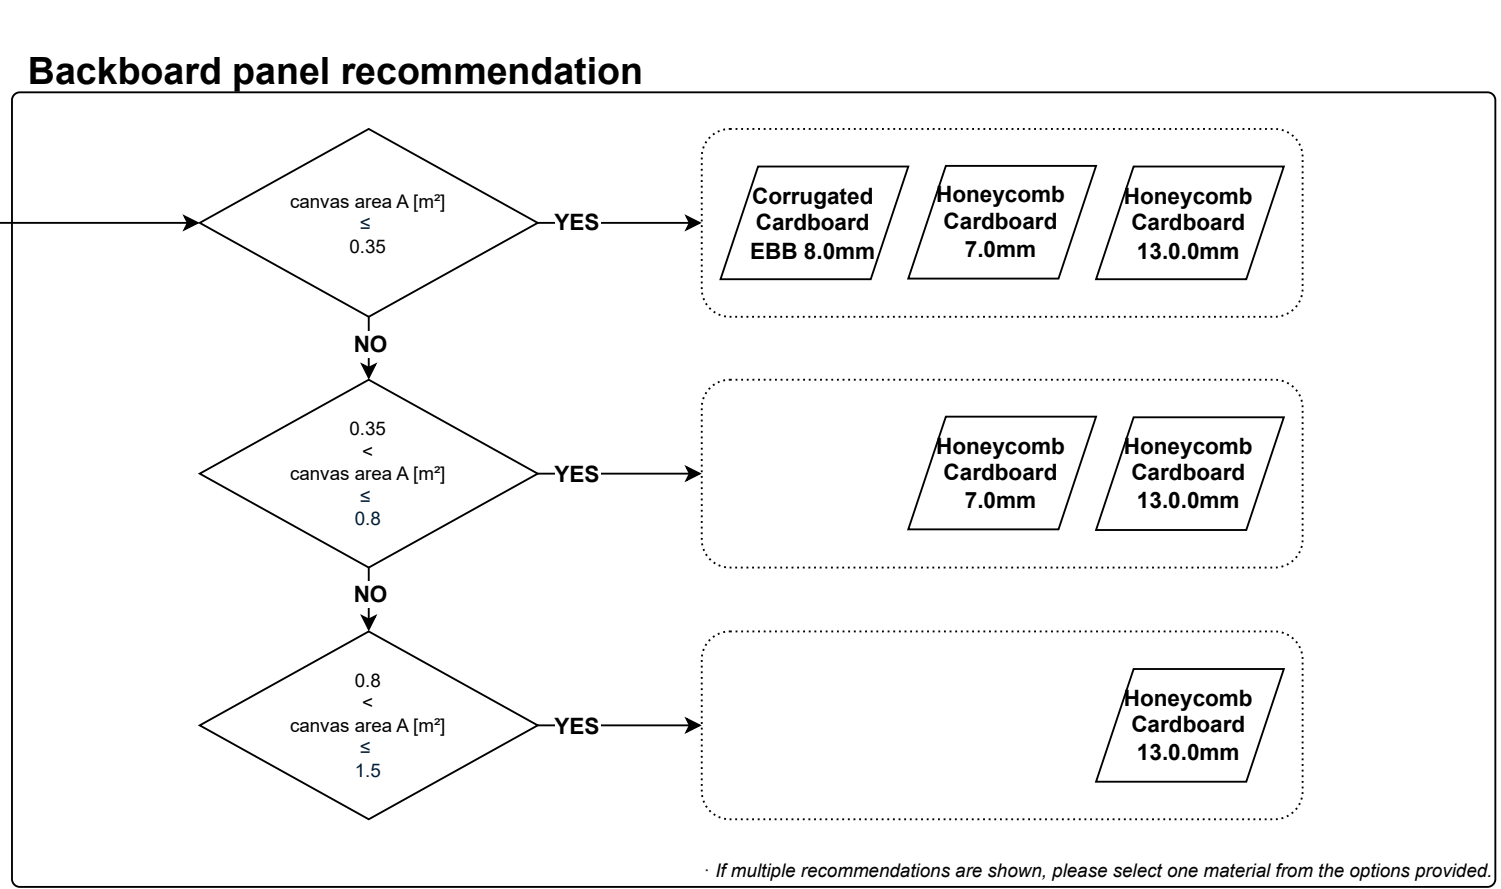 Backboard panel recommendation
canvas area A [m²]
≤
0.35
YES
Corrugated
Cardboard
EBB 8.0mm
Honeycomb
Cardboard
7.0mm
Honeycomb
Cardboard
13.0.0mm
NO
0.35
<
canvas area A [m²]
≤
0.8
YES
Honeycomb
Cardboard
7.0mm
Honeycomb
Cardboard
13.0.0mm
NO
0.8
<
canvas area A [m²]
≤
1.5
YES
Honeycomb
Cardboard
13.0.0mm
· If multiple recommendations are shown, please select one material from the options provided.